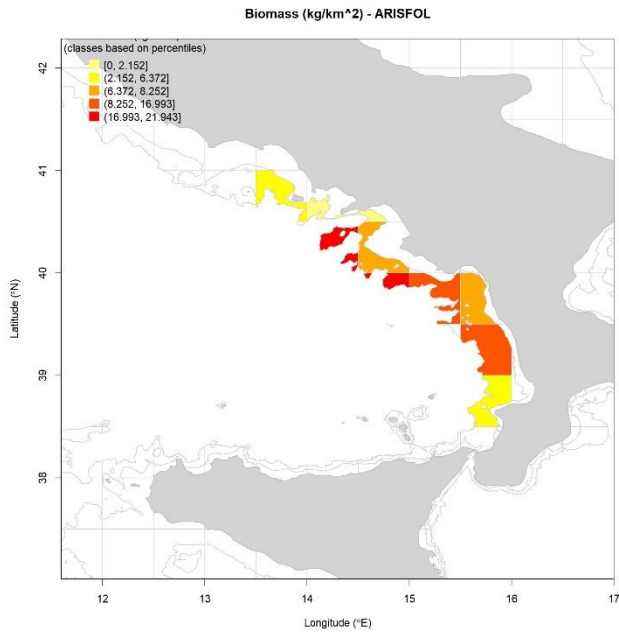 Biomass (kg/km^2) - ARISFOL
(classes based on percentiles)
[0, 2.152]
(2.152, 6.372]
(6.372, 8.252]
(8.252, 16.993]
(16.993, 21.943]
42
41
40
39
38
Latitude (°N)
12 13 14 15 16 17
Longitude (°E)